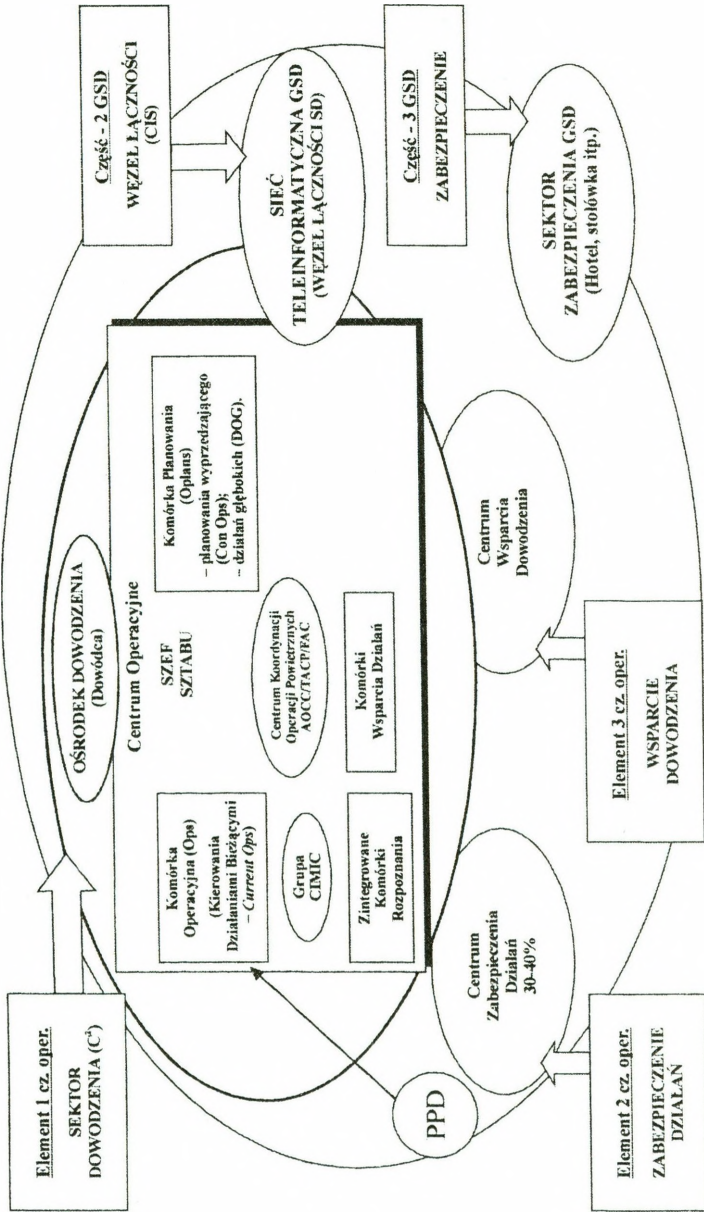 Element 1 cz. oper.
SEKTOR
DOWODZENIA (C²)
OŚRODEK DOWODZENIA
(Dowódca)
Część - 2 GSD
WĘZEŁ ŁĄCZNOŚCI
(CIS)
Centrum Operacyjne
SZEF
SZTABU
Komórka
Operacyjna (Ops)
(Kierowania
Działaniami Bieżącymi
– Current Ops)
Komórka Planowania
(Oplans)
– planowania wyprzedzającego
(Con Ops);
– działań głębokich (DOG).
SIEĆ
TELEINFORMATYCZNA GSD
(WĘZEŁ ŁĄCZNOŚCI SD)
Grupa
CIMIC
Centrum Koordynacji
Operacji Powietrznych
AOCC/TACP/FAC
Zintegrowane
Komórki
Rozpoznania
Komórki
Wsparcia Działań
Część - 3 GSD
ZABEZPIECZENIE
PPD
Centrum
Zabezpieczenia
Działań
30-40%
Centrum
Wsparcia
Dowodzenia
SEKTOR
ZABEZPIECZENIA GSD
(Hotel, stołówka itp.)
Element 2 cz. oper.
ZABEZPIECZENIE
DZIAŁAŃ
Element 3 cz. oper.
WSPARCIE
DOWODZENIA